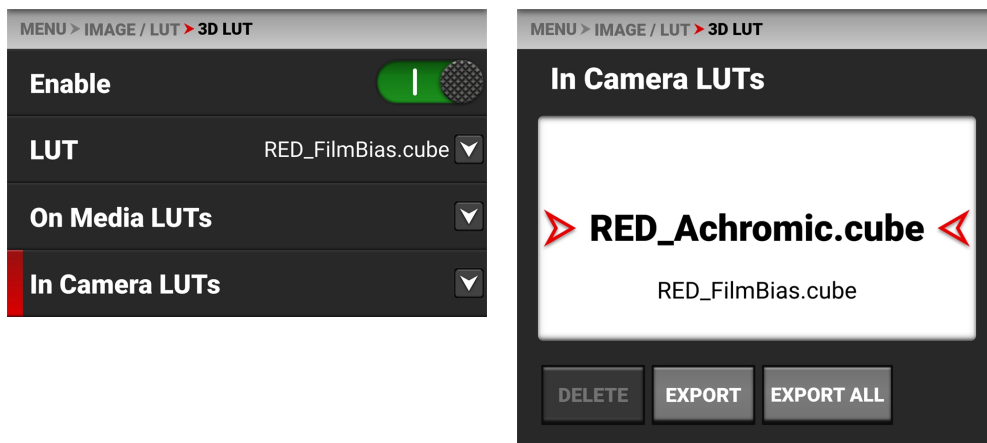 MENU > IMAGE / LUT > 3D LUT
Enable
LUT RED_FilmBias.cube
On Media LUTs
In Camera LUTs
MENU > IMAGE / LUT > 3D LUT
In Camera LUTs
RED_Achromic.cube
RED_FilmBias.cube
DELETE EXPORT EXPORT ALL